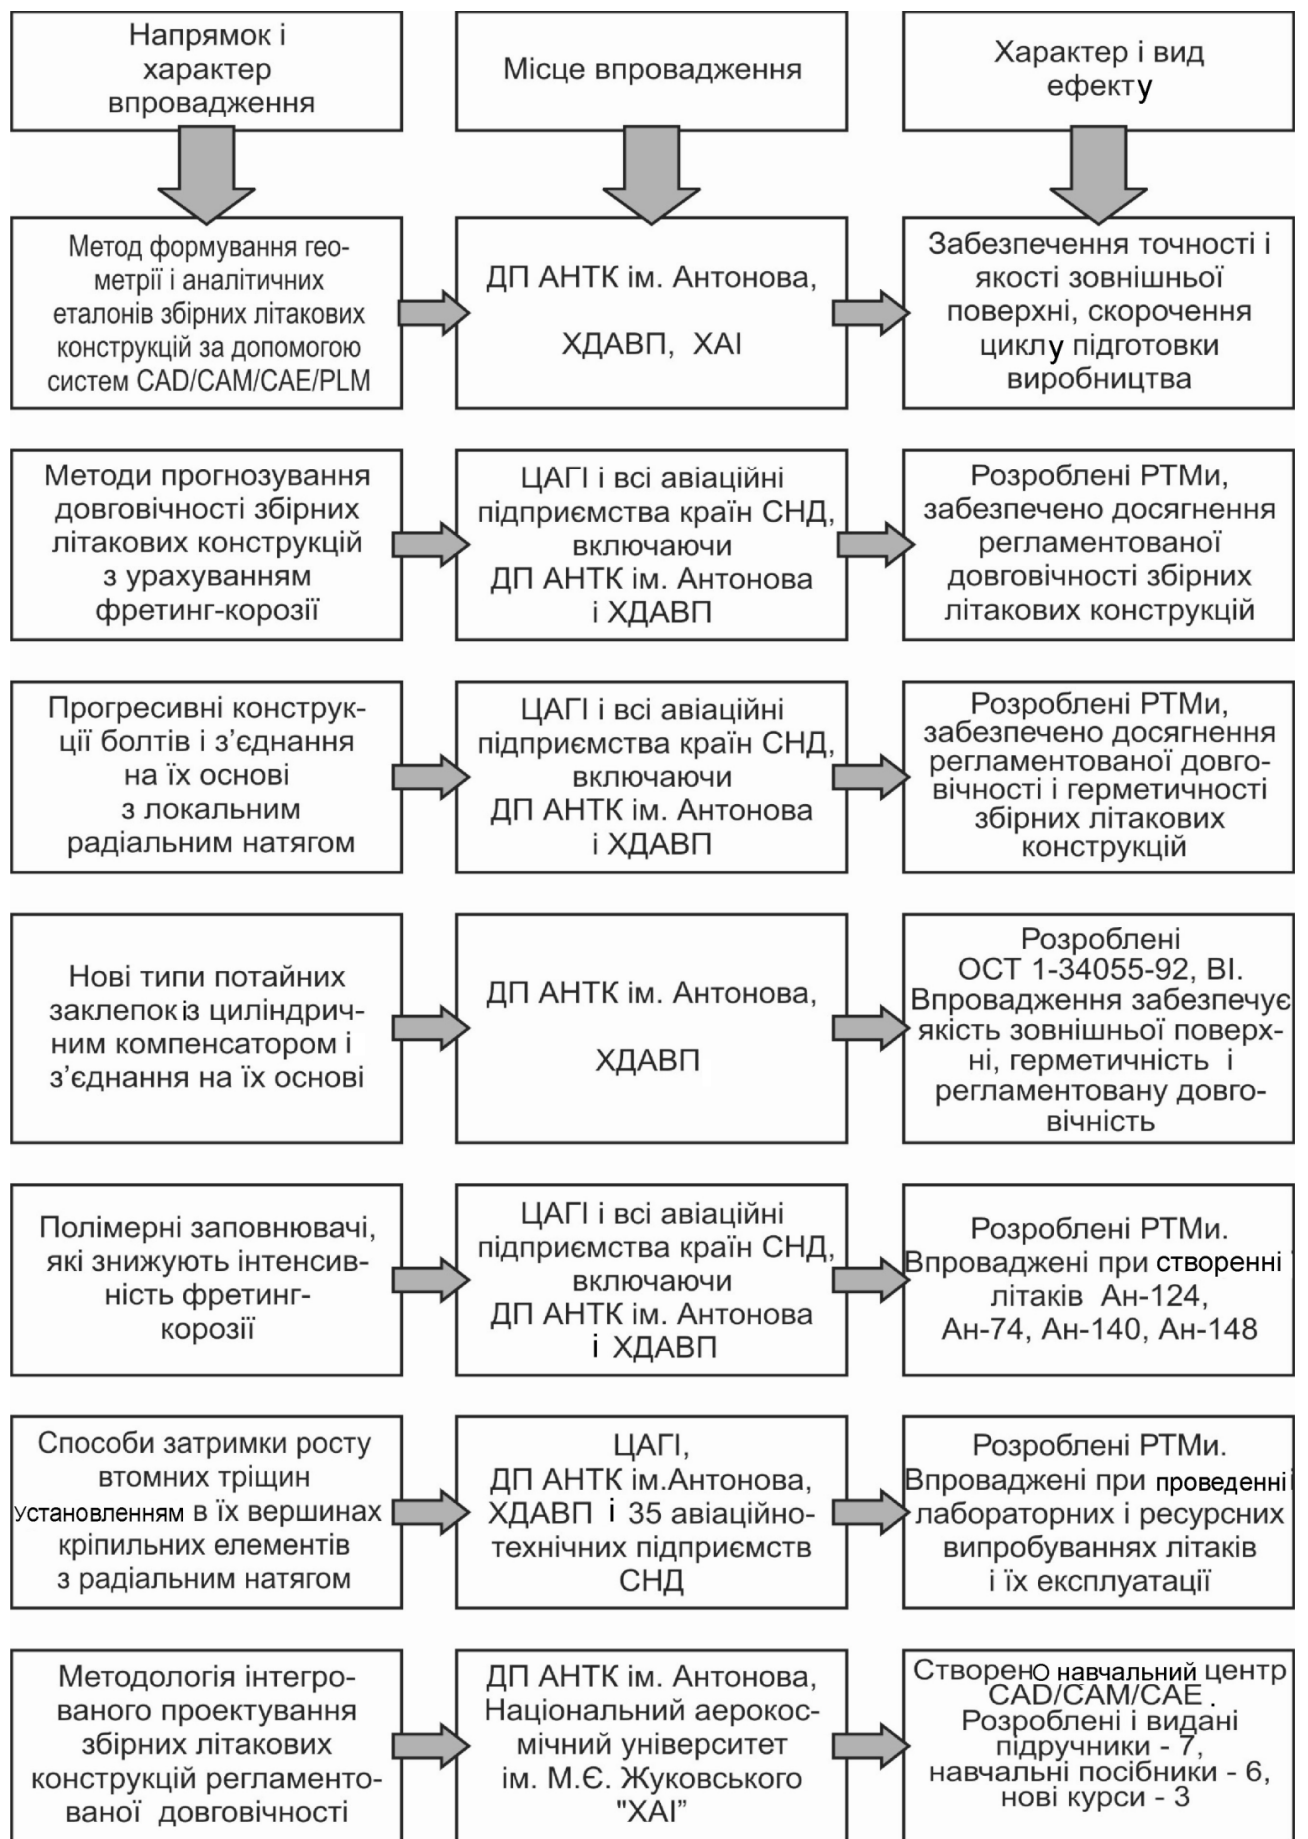 Напрямок і
характер
впровадження
Місце впровадження
Характер і вид
ефекту
Метод формування гео-
метрії і аналітичних
еталонів збірних літакових
конструкцій за допомогою
систем CAD/CAM/CAE/PLM
ДП АНТК ім. Антонова,
ХДАВП, ХАІ
Забезпечення точності і
якості зовнішньої
поверхні, скорочення
циклу підготовки
виробництва
Методи прогнозування
довговічності збірних
літакових конструкцій
з урахуванням
фретинг-корозії
ЦАГІ і всі авіаційні
підприємства країн СНД,
включаючи
ДП АНТК ім. Антонова
і ХДАВП
Розроблені РТМи,
забезпечено досягнення
регламентованої
довговічності збірних
літакових конструкцій
Прогресивні конструк-
ції болтів і з’єднання
на їх основі
з локальним
радіальним натягом
ЦАГІ і всі авіаційні
підприємства країн СНД,
включаючи
ДП АНТК ім. Антонова
і ХДАВП
Розроблені РТМи,
забезпечено досягнення
регламентованої довго-
вічності і герметичності
збірних літакових
конструкцій
Нові типи потайних
заклепок із циліндрич-
ним компенсатором і
з’єднання на їх основі
ДП АНТК ім. Антонова,
ХДАВП
Розроблені
ОСТ 1-34055-92, ВІ.
Впровадження забезпечує
якість зовнішньої поверх-
ні, герметичність і
регламентовану довго-
вічність
Полімерні заповнювачі,
які знижують інтенсив-
ність фретинг-
корозії
ЦАГІ і всі авіаційні
підприємства країн СНД,
включаючи
ДП АНТК ім. Антонова
і ХДАВП
Розроблені РТМи.
Впроваджені при створенні
літаків Ан-124,
Ан-74, Ан-140, Ан-148
Способи затримки росту
втомних тріщин
Установленням в їх вершинах
кріпильних елементів
з радіальним натягом
ЦАГІ,
ДП АНТК ім.Антонова,
ХДАВП і 35 авіаційно-
технічних підприємств
СНД
Розроблені РТМи.
Впроваджені при проведенні
лабораторних і ресурсних
випробуваннях літаків
і їх експлуатації
Методологія інтегро-
ваного проектування
збірних літакових
конструкцій регламенто-
ваної довговічності
ДП АНТК ім. Антонова,
Національний аерокос-
мічний університет
ім. М.Є. Жуковського
"ХАІ”
Створено навчальний центр
CAD/CAM/CAE .
Розроблені і видані
підручники - 7,
навчальні посібники - 6,
нові курси - 3